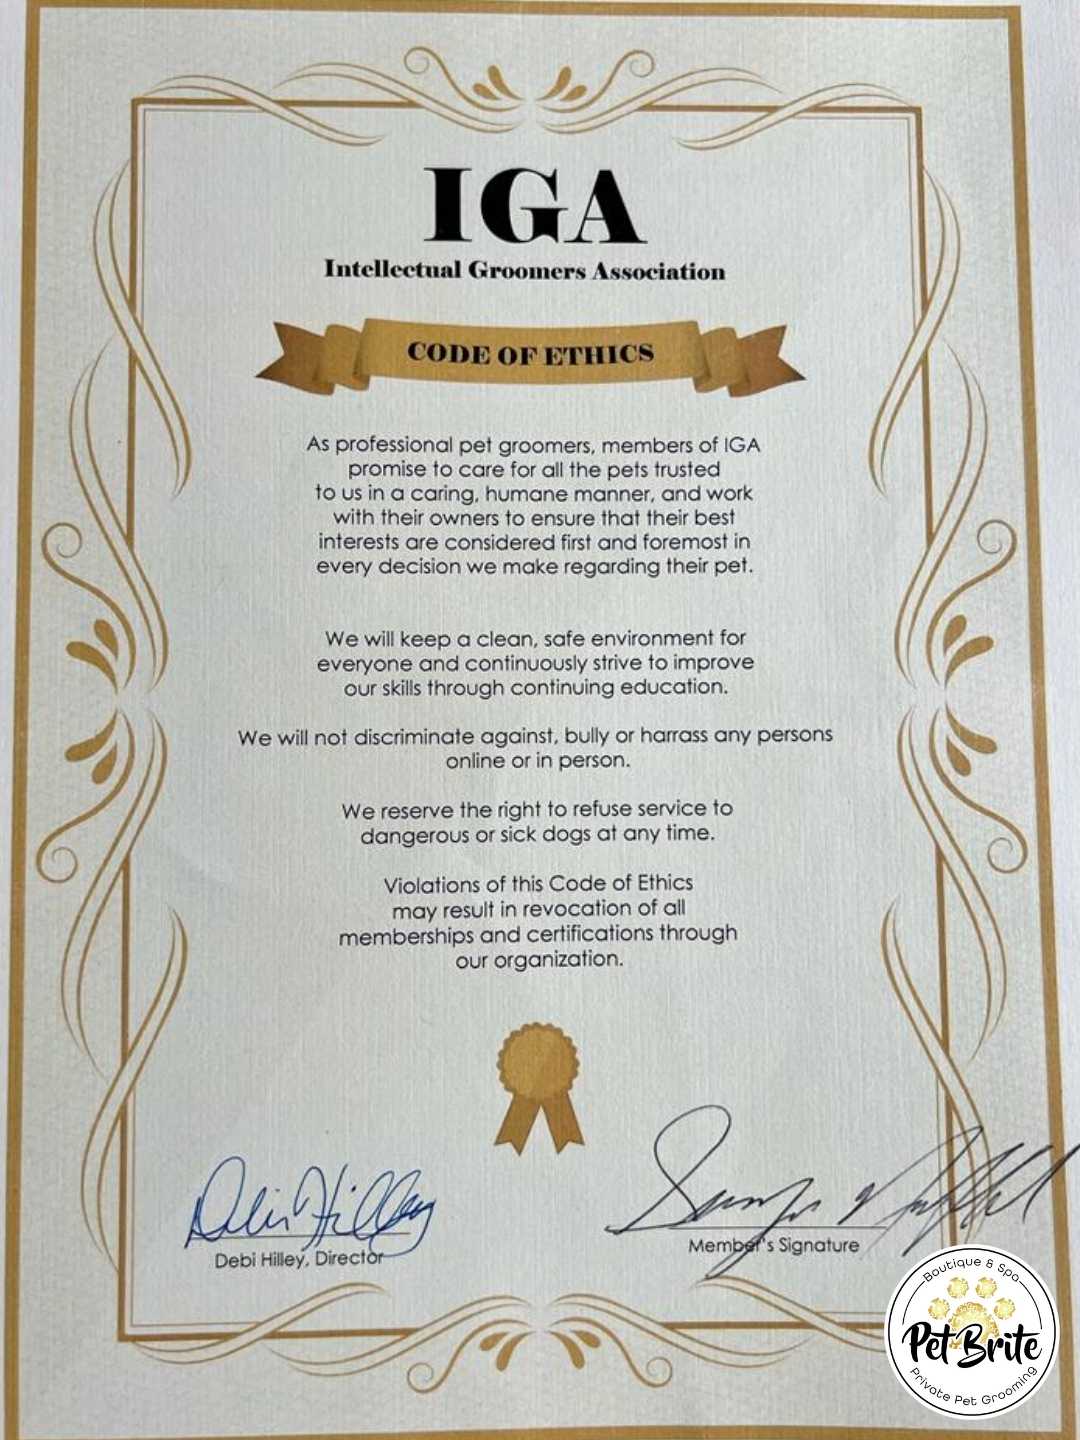 IGA
Intellectual Groomers Association
CODE OF ETHICS
As professional pet groomers, members of IGA
promise to care for all the pets trusted
to us in a caring, humane manner, and work
with their owners to ensure that their best
interests are considered first and foremost in
every decision we make regarding their pet.
We will keep a clean, safe environment for
everyone and continuously strive to improve
our skills through continuing education.
We will not discriminate against, bully or harrass any persons
online or in person.
We reserve the right to refuse service to
dangerous or sick dogs at any time.
Violations of this Code of Ethics
may result in revocation of all
memberships and certifications through
our organization.
Debi Hilley
Debi Hilley, Director
Member's Signature
Boutique & Spa
Pet Brite
Private Pet Grooming